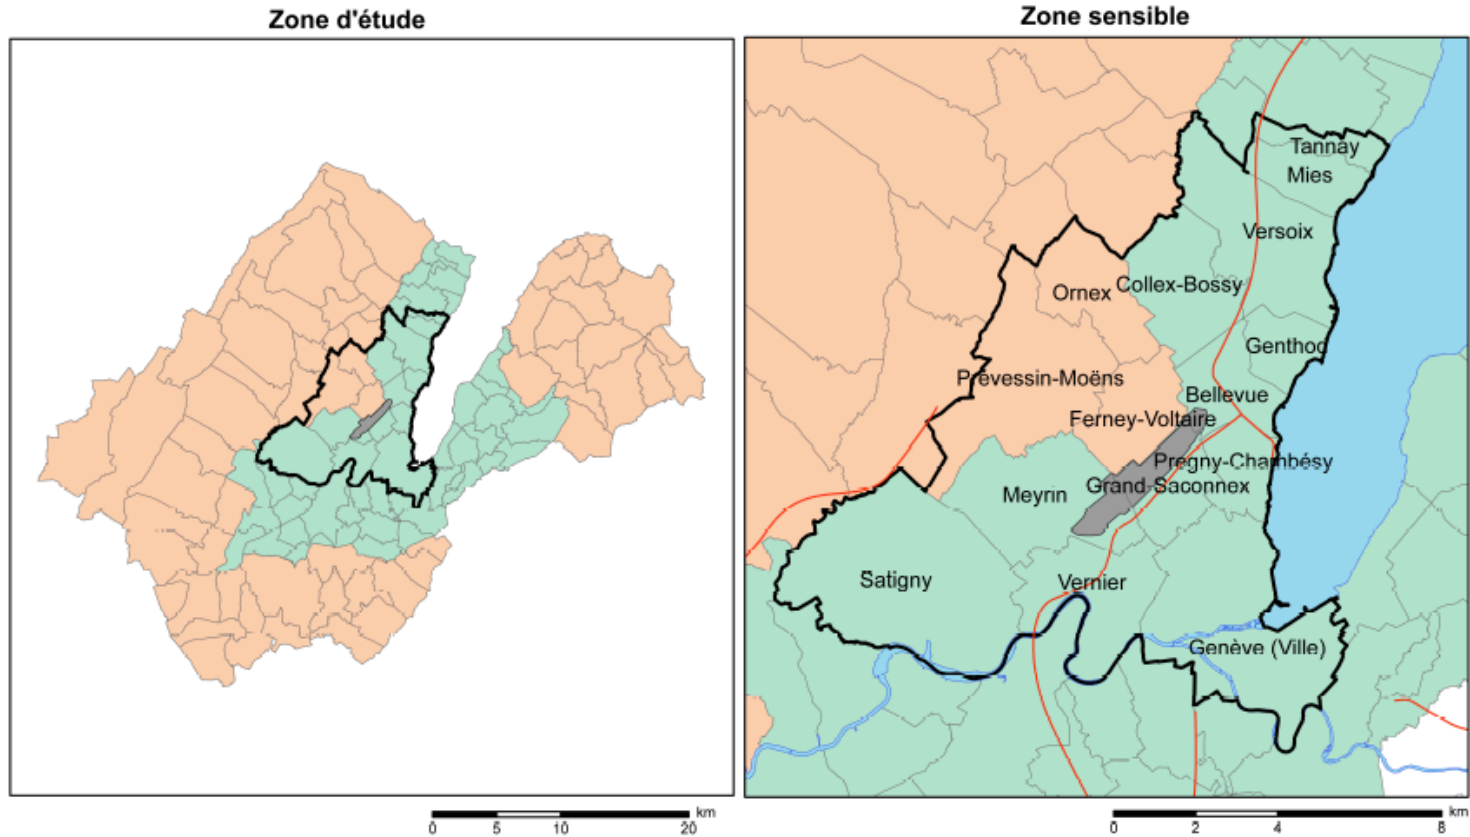 Zone d'étude
Zone sensible
Tannay
Mies
Versoix
Collex-Bossy
Ornex
Genthod
Prévessin-Moëns
Bellevue
Ferney-Voltaire
Pregny-Chambésy
Grand-Saconnex
Meyrin
Satigny
Vernier
Genève (Ville)
km
0 5 10 20
km
0 2 4 8